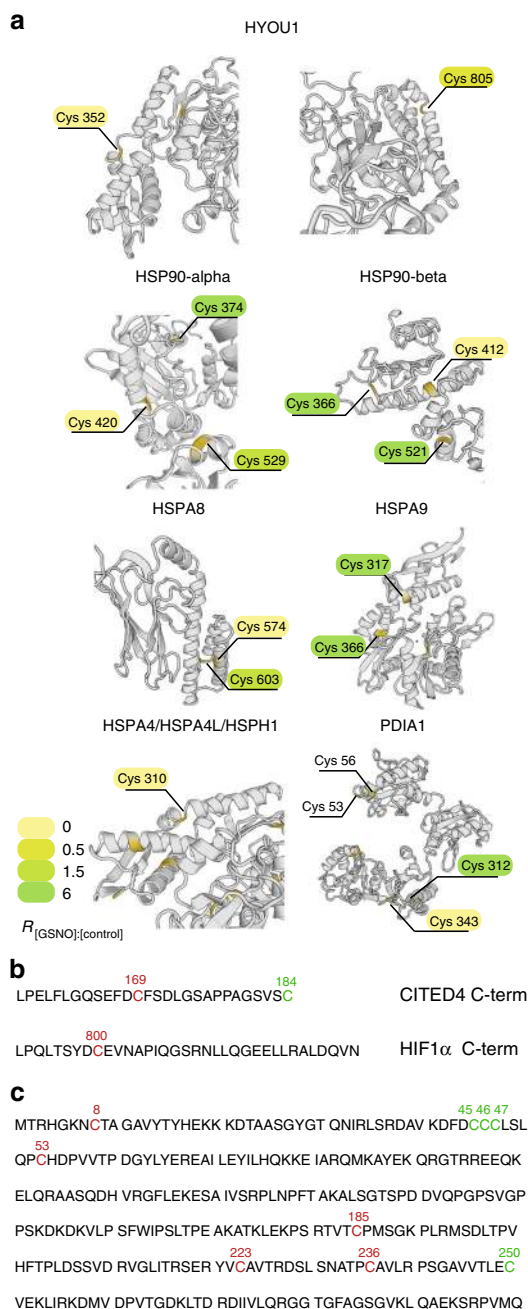 a
HYOU1
Cys 352
Cys 805
HSP90-alpha
HSP90-beta
Cys 374
Cys 412
Cys 366
Cys 420
Cys 529
Cys 521
HSPA8
HSPA9
Cys 317
Cys 574
Cys 366
Cys 603
HSPA4/HSPA4L/HSPH1
PDIA1
Cys 56
Cys 310
Cys 53
0
0.5
1.5
6
Cys 312
Cys 343
R[GSNO]:[control]
b
169 184
LPELFLGQSEFDCFSDLGSAPPAGSVSC CITED4 C-term
800
LPQLTSYDCEVNAPIQGSRNLLQGEELLRALDQVN HIF1α C-term
c
8 45 46 47
MTRHGKNCTA GAVYTYHEKK KDTAASGYGT QNIRLSRDAV KDFDCCCLSL
53
QPCHDPVVTP DGYLYEREAI LEYILHQKKE IARQMKAYEK QRGTRREEQK
ELQRAASQDH VRGFLEKESA IVSRPLNPFT AKALSGTSPD DVQPGPSVGP
185
PSKDKDKVLP SFWIPSLTPE AKATKLEKPS RTVTCPMSGK PLRMSDLTPV
223 236 250
HFTPLDSSVD RVGLITRSER YVCAVTRDSL SNATPCAVLR PSGAVVTLEC
VEKLIRKDMV DPVTGDKLTD RDIIVLQRGG TGFAGSGVKL QAEKSRPVMQ